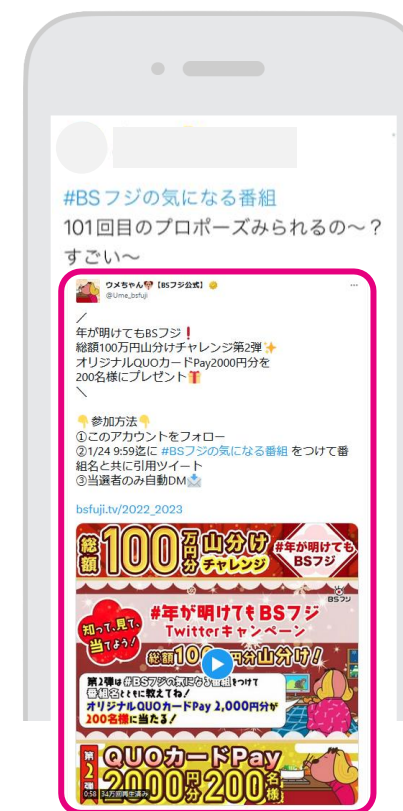 #BSフジの気になる番組
101回目のプロポーズみられるの～？
すごい～
ウメちゃん【BSフジ公式】
@Ume_bsfuji
／
年が明けてもBSフジ❗
総額100万円山分けチャレンジ第2弾✨
オリジナルQUOカードPay2000円分を
200名様にプレゼント🎁
＼
👇参加方法👇
①このアカウントをフォロー
②1/24 9:59迄に #BSフジの気になる番組 をつけて番
組名と共に引用ツイート
③当選者のみ自動DM📩
bsfuji.tv/2022_2023
総額100万円分山分けチャレンジ
#年が明けても
BSフジ
BSフジ
知って、見て、
当てよう!
#年が明けてもBSフジ
Twitterキャンペーン
総額100万円分山分け!
第2弾は#BSフジの気になる番組をつけて
番組名とともに教えてね!
オリジナルQUOカードPay 2,000円分が
200名様に当たる!
第2弾
QUOカードPay
2000円分200名様
0:58 34万回再生済み